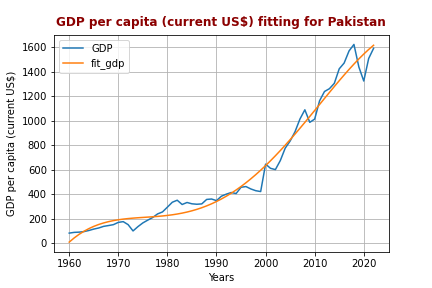 GDP per capita (current US$) fitting for Pakistan
GDP
fit_gdp
GDP per capita (current US$)
1600
1400
1200
1000
800
600
400
200
0
1960 1970 1980 1990 2000 2010 2020
Years